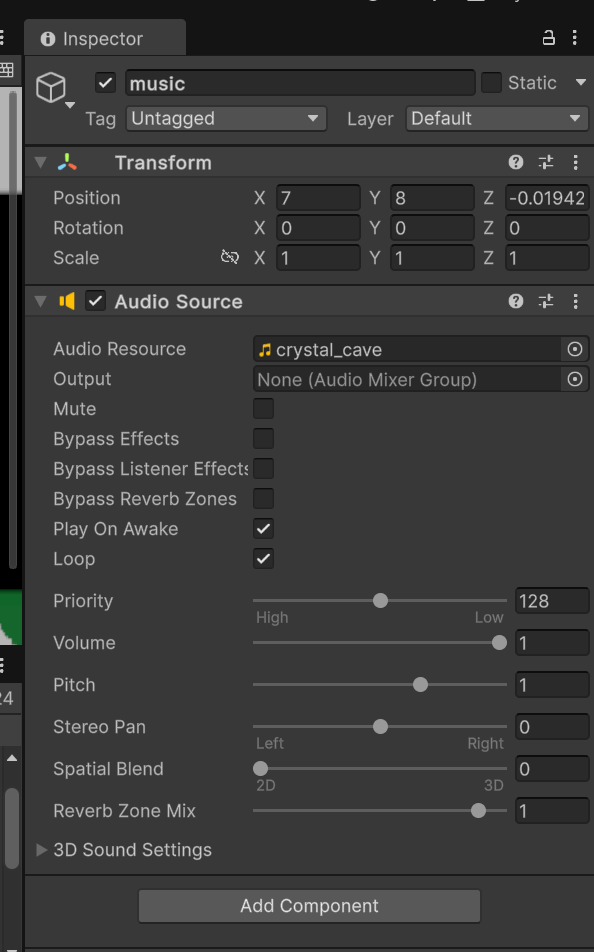 Inspector
music Static
Tag Untagged Layer Default
Transform
Position X 7 Y 8 Z -0.01942
Rotation X 0 Y 0 Z 0
Scale X 1 Y 1 Z 1
Audio Source
Audio Resource crystal_cave
Output None (Audio Mixer Group)
Mute
Bypass Effects
Bypass Listener Effects
Bypass Reverb Zones
Play On Awake
Loop
Priority 128
High Low
Volume 1
Pitch 1
24
Stereo Pan 0
Left Right
Spatial Blend 0
2D 3D
Reverb Zone Mix 1
3D Sound Settings
Add Component